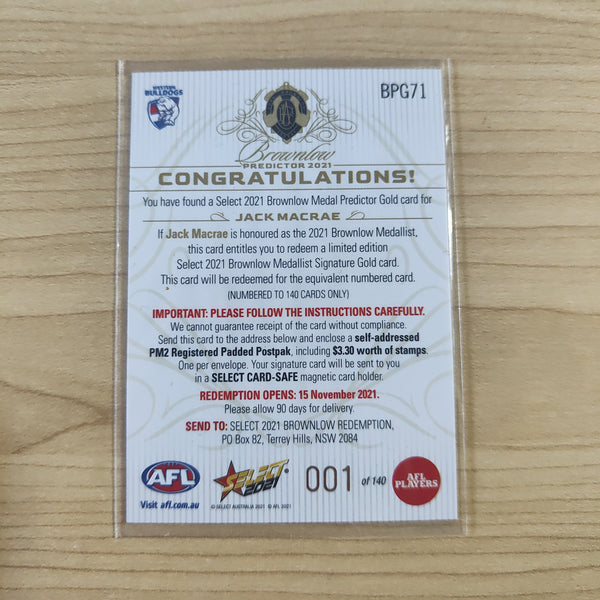 WESTERN
BULLDOGS
BPG71
Brownlow
PREDICTOR 2021
CONGRATULATIONS!
You have found a Select 2021 Brownlow Medal Predictor Gold card for
JACK MACRAE
If Jack Macrae is honoured as the 2021 Brownlow Medallist,
this card entitles you to redeem a limited edition
Select 2021 Brownlow Medallist Signature Gold card.
This card will be redeemed for the equivalent numbered card.
(NUMBERED TO 140 CARDS ONLY)
IMPORTANT: PLEASE FOLLOW THE INSTRUCTIONS CAREFULLY.
We cannot guarantee receipt of the card without compliance.
Send this card to the address below and enclose a self-addressed
PM2 Registered Padded Postpak, including $3.30 worth of stamps.
One per envelope. Your signature card will be sent to you
in a SELECT CARD-SAFE magnetic card holder.
REDEMPTION OPENS: 15 November 2021.
Please allow 90 days for delivery.
SEND TO: SELECT 2021 BROWNLOW REDEMPTION,
PO Box 82, Terrey Hills, NSW 2084
AFL
SELECT
2021
001 of 140
AFL
PLAYERS
Visit afl.com.au
© SELECT AUSTRALIA 2021 © AFL 2021